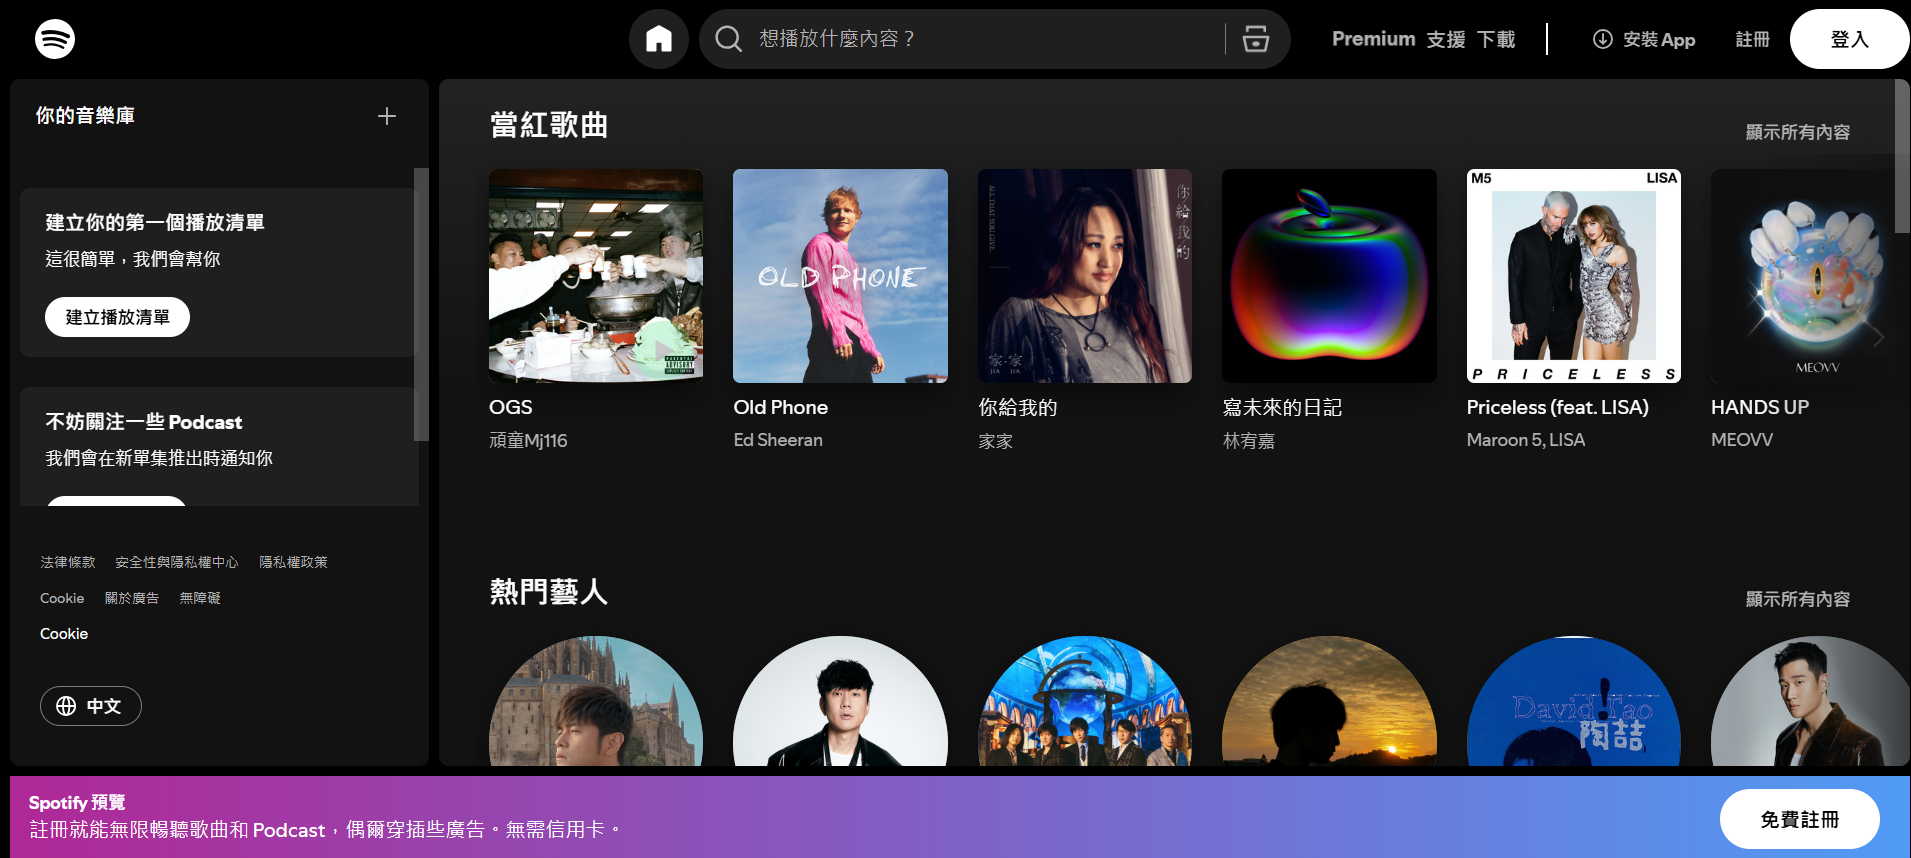 想播放什麼內容？
Premium 支援 下載
安裝 App
註冊
登入
你的音樂庫
建立你的第一個播放清單
這很簡單，我們會幫你
建立播放清單
不妨關注一些 Podcast
我們會在新單集推出時通知你
法律條款 安全性與隱私權中心 隱私權政策
Cookie 關於廣告 無障礙
Cookie
中文
當紅歌曲
顯示所有內容
PARENTAL
ADVISORY
OLD PHONE
ALL THAT YOU GIVE
你給我的
家·家
JIA JIA
M5 LISA
PRICELESS
MEOVV
OGS
頑童Mj116
Old Phone
Ed Sheeran
你給我的
家家
寫未來的日記
林宥嘉
Priceless (feat. LISA)
Maroon 5, LISA
HANDS UP
MEOVV
熱門藝人
顯示所有內容
David Tao
陶喆
Spotify 預覽
註冊就能無限暢聽歌曲和 Podcast，偶爾穿插些廣告。無需信用卡。
免費註冊